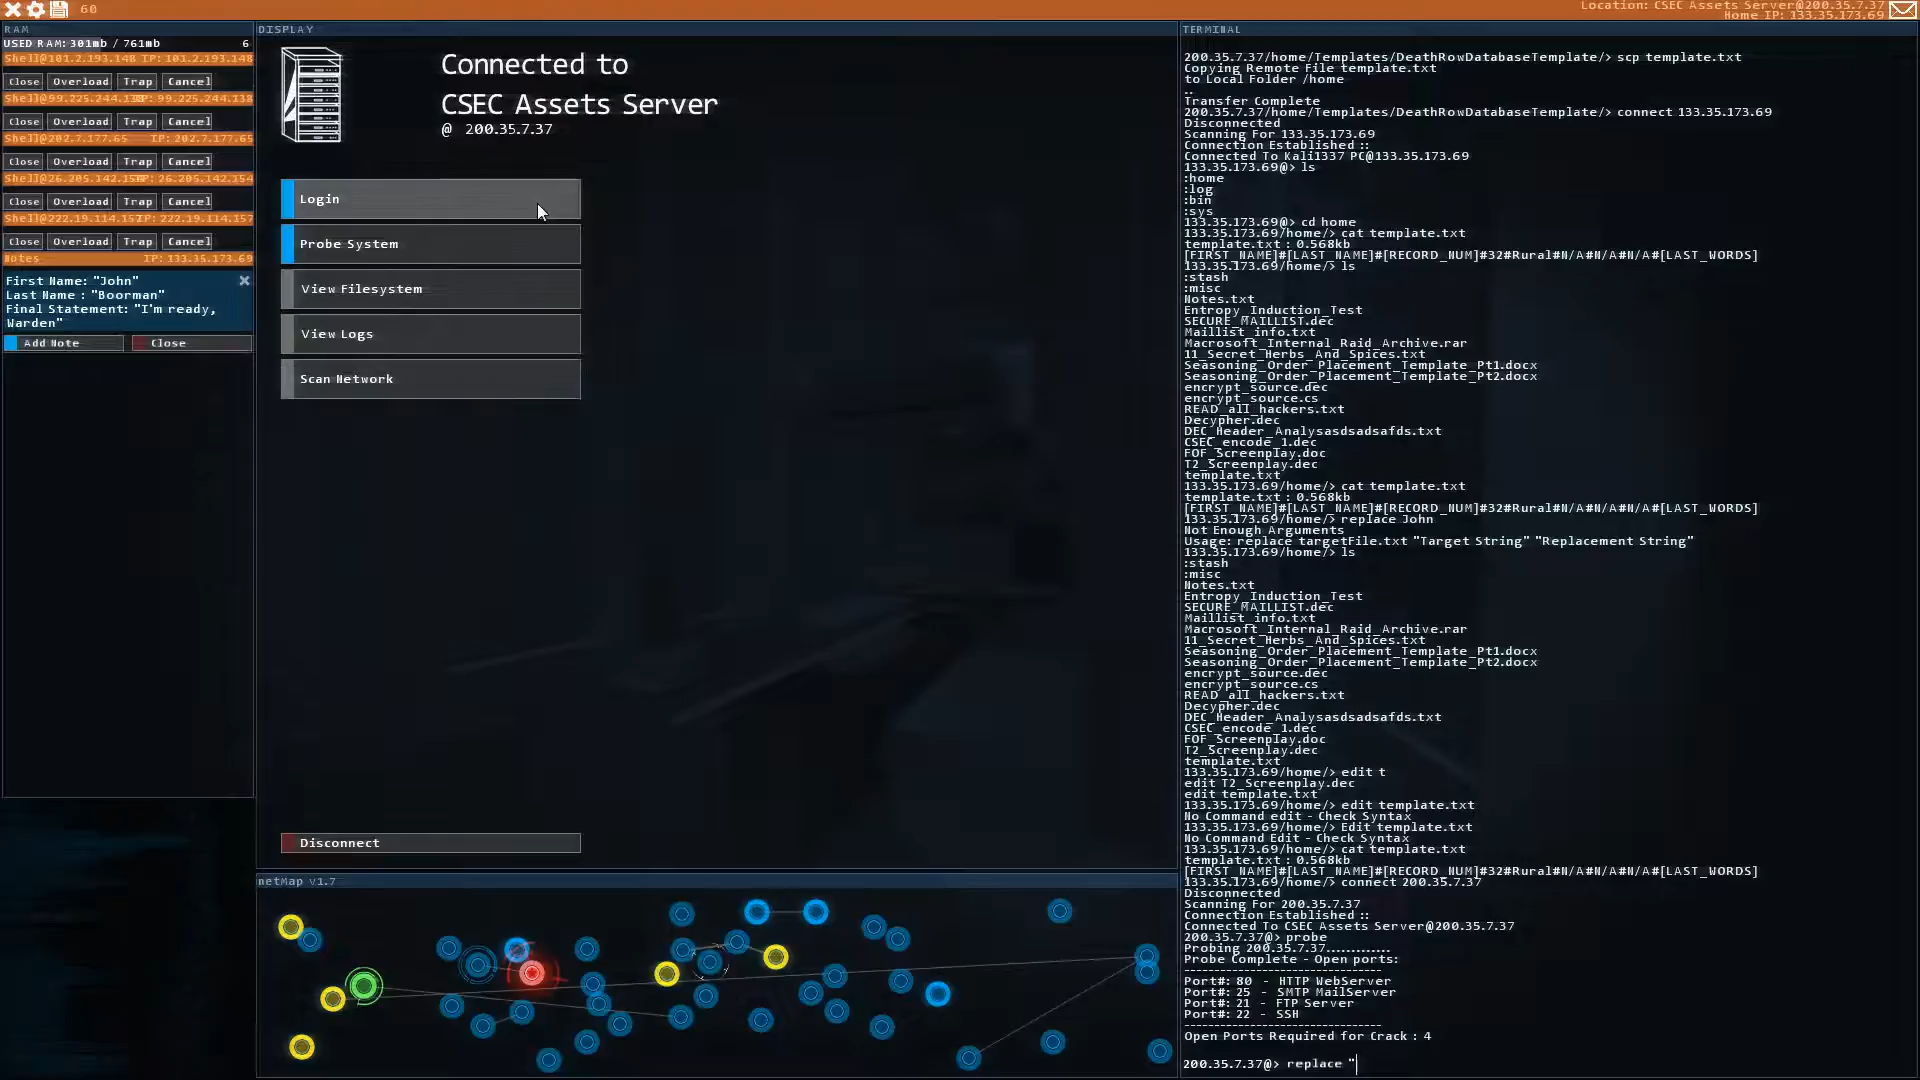 60
Location: CSEC Assets Server@200.35.7.37
Home IP: 133.35.173.69
RAM
USED RAM: 301mb / 761mb 6
Shell@101.2.193.148 IP: 101.2.193.148
Close Overload Trap Cancel
Shell@99.225.244.138 IP: 99.225.244.138
Close Overload Trap Cancel
Shell@202.7.177.65 IP: 202.7.177.65
Close Overload Trap Cancel
Shell@26.205.142.154 IP: 26.205.142.154
Close Overload Trap Cancel
Shell@222.19.114.157 IP: 222.19.114.157
Close Overload Trap Cancel
Notes IP: 133.35.173.69
First Name: "John"
Last Name : "Boorman"
Final Statement: "I'm ready,
Warden"
Add Note Close
DISPLAY
Connected to
CSEC Assets Server
@ 200.35.7.37
Login
Probe System
View Filesystem
View Logs
Scan Network
Disconnect
netMap v1.7
TERMINAL
200.35.7.37/home/Templates/DeathRowDatabaseTemplate/> scp template.txt
Copying Remote File template.txt
to Local Folder /home
..
Transfer Complete
200.35.7.37/home/Templates/DeathRowDatabaseTemplate/> connect 133.35.173.69
Disconnected
Scanning For 133.35.173.69
Connection Established ::
Connected To Kali1337 PC@133.35.173.69
133.35.173.69@> ls
:home
:log
:bin
:sys
133.35.173.69@> cd home
133.35.173.69/home/> cat template.txt
template.txt : 0.568kb
[FIRST_NAME]#[LAST_NAME]#[RECORD_NUM]#32#Rural#N/A#N/A#N/A#[LAST_WORDS]
133.35.173.69/home/> ls
:stash
:misc
Notes.txt
Entropy_Induction_Test
SECURE_MAILLIST.dec
Maillist_info.txt
Macrosoft_Internal_Raid_Archive.rar
11_Secret_Herbs_And_Spices.txt
Seasoning_Order_Placement_Template_Pt1.docx
Seasoning_Order_Placement_Template_Pt2.docx
encrypt_source.dec
encrypt_source.cs
READ_all_hackers.txt
Decypher.dec
DEC_Header_Analysasdsadsafds.txt
CSEC_encode_1.dec
FOF_Screenplay.doc
T2_Screenplay.dec
template.txt
133.35.173.69/home/> cat template.txt
template.txt : 0.568kb
[FIRST_NAME]#[LAST_NAME]#[RECORD_NUM]#32#Rural#N/A#N/A#N/A#[LAST_WORDS]
133.35.173.69/home/> replace John
Not Enough Arguments
Usage: replace targetFile.txt "Target String" "Replacement String"
133.35.173.69/home/> ls
:stash
:misc
Notes.txt
Entropy_Induction_Test
SECURE_MAILLIST.dec
Maillist_info.txt
Macrosoft_Internal_Raid_Archive.rar
11_Secret_Herbs_And_Spices.txt
Seasoning_Order_Placement_Template_Pt1.docx
Seasoning_Order_Placement_Template_Pt2.docx
encrypt_source.dec
encrypt_source.cs
READ_all_hackers.txt
Decypher.dec
DEC_Header_Analysasdsadsafds.txt
CSEC_encode_1.dec
FOF_Screenplay.doc
T2_Screenplay.dec
template.txt
133.35.173.69/home/> edit t
edit T2_Screenplay.dec
edit template.txt
133.35.173.69/home/> edit template.txt
No Command edit - Check Syntax
133.35.173.69/home/> Edit template.txt
No Command Edit - Check Syntax
133.35.173.69/home/> cat template.txt
template.txt : 0.568kb
[FIRST_NAME]#[LAST_NAME]#[RECORD_NUM]#32#Rural#N/A#N/A#N/A#[LAST_WORDS]
133.35.173.69/home/> connect 200.35.7.37
Disconnected
Scanning For 200.35.7.37
Connection Established ::
Connected To CSEC Assets Server@200.35.7.37
200.35.7.37@> probe
Probing 200.35.7.37.............
Probe Complete - Open ports:
---------------------------------
Port#: 80 - HTTP WebServer
Port#: 25 - SMTP MailServer
Port#: 21 - FTP Server
Port#: 22 - SSH
---------------------------------
Open Ports Required for Crack : 4
200.35.7.37@> replace "